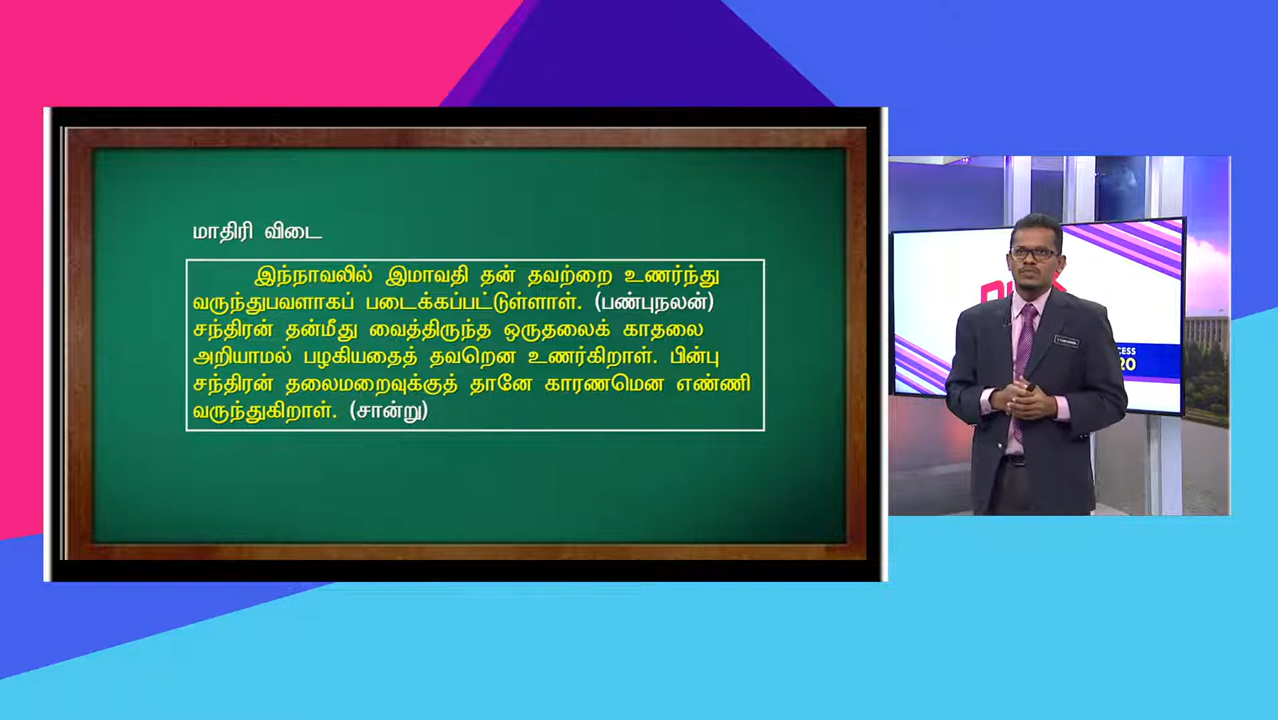 மாதிரி விடை
இந்நாவலில் இமாவதி தன் தவற்றை உணர்ந்து
வருந்துபவளாகப் படைக்கப்பட்டுள்ளாள். (பண்புநலன்)
சந்திரன் தன்மீது வைத்திருந்த ஒருதலைக் காதலை
அறியாமல் பழகியதைத் தவறென உணர்கிறாள். பின்பு
சந்திரன் தலைமறைவுக்குத் தானே காரணமென எண்ணி
வருந்துகிறாள். (சான்று)